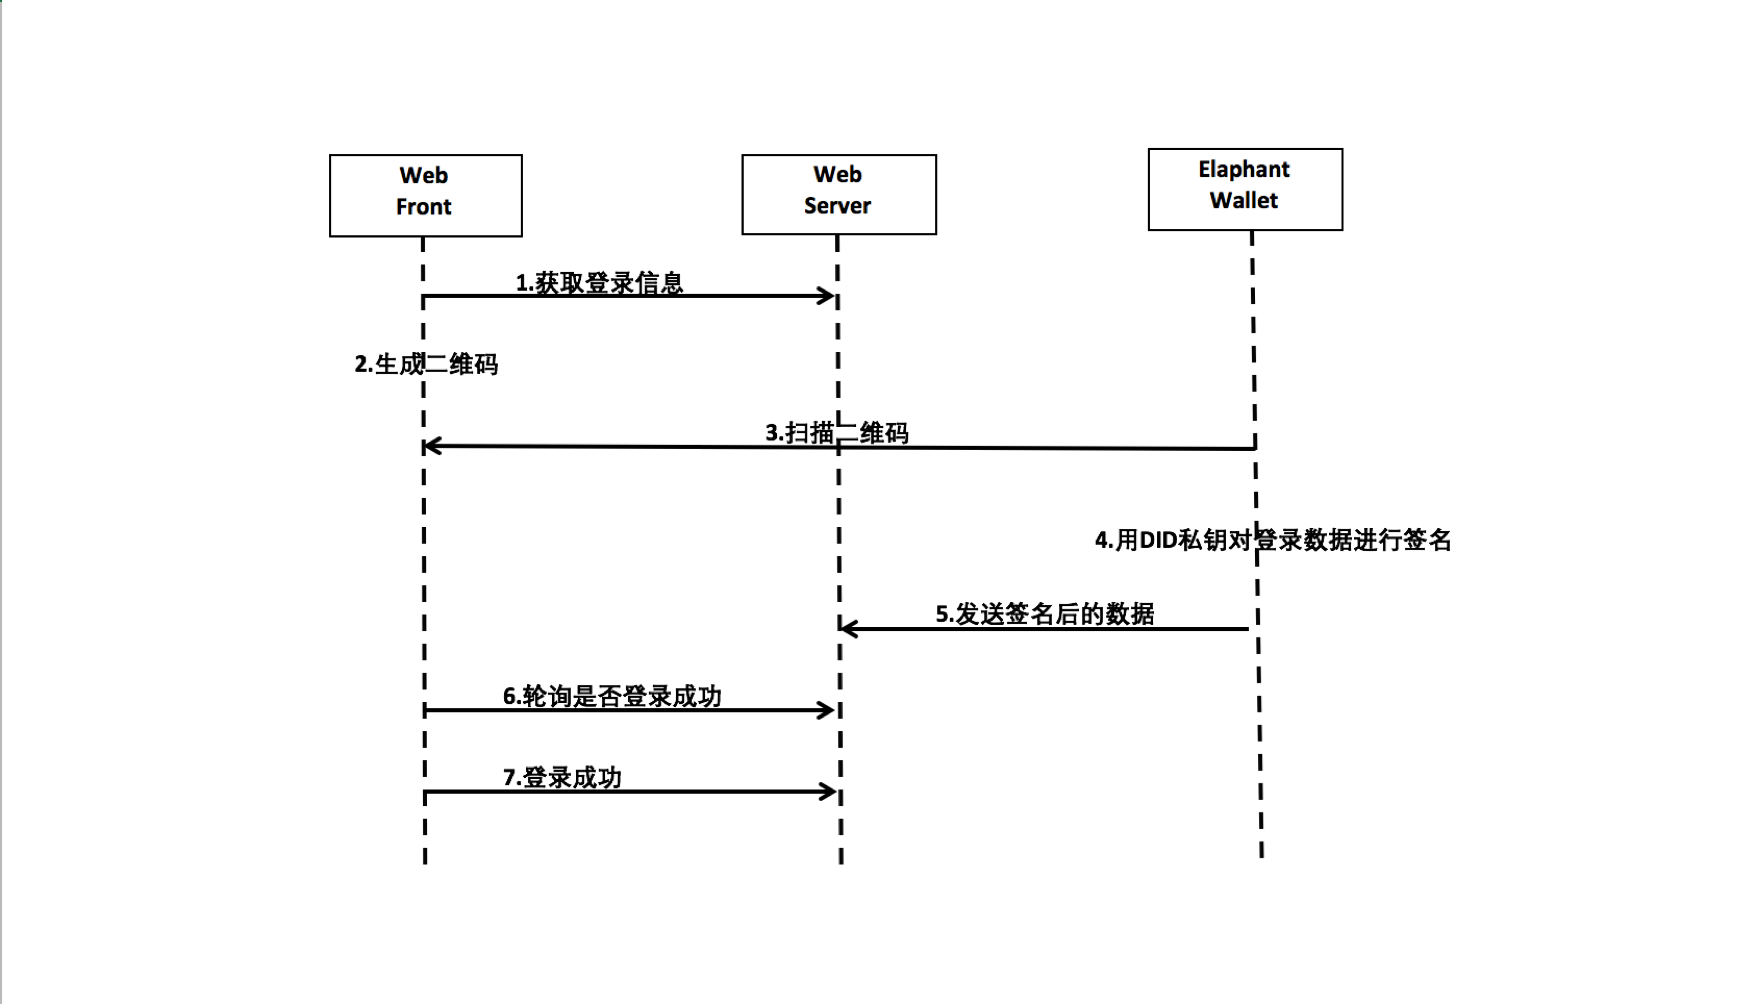 Web
Front
Web
Server
Elaphant
Wallet
1.获取登录信息
2.生成二维码
3.扫描二维码
4.用DID私钥对登录数据进行签名
5.发送签名后的数据
6.轮询是否登录成功
7.登录成功